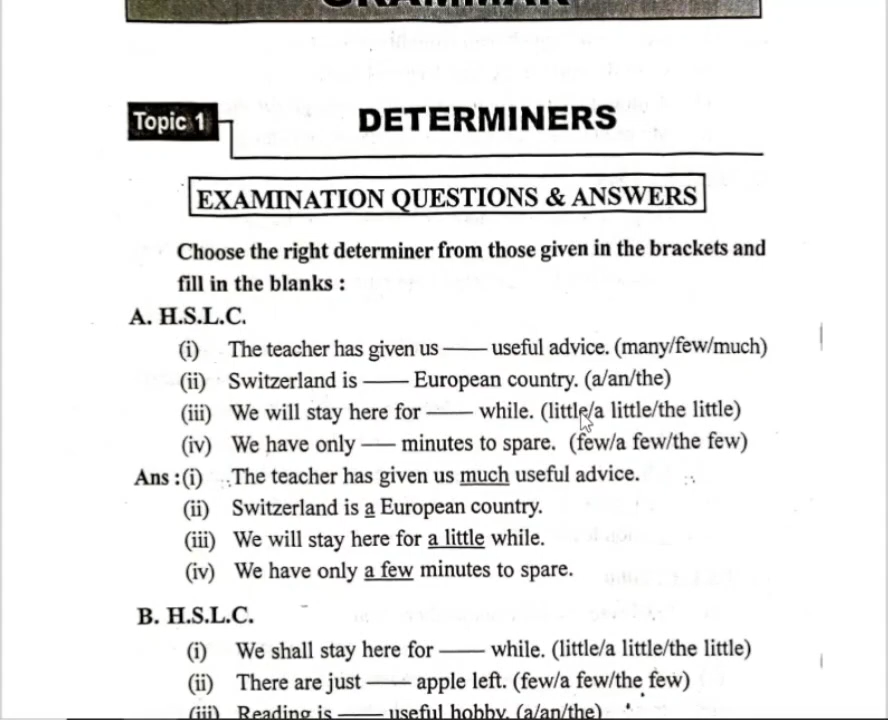 GRAMMAR
Topic 1
DETERMINERS
EXAMINATION QUESTIONS & ANSWERS
Choose the right determiner from those given in the brackets and
fill in the blanks :
A. H.S.L.C.
(i) The teacher has given us —— useful advice. (many/few/much)
(ii) Switzerland is —— European country. (a/an/the)
(iii) We will stay here for —— while. (little/a little/the little)
(iv) We have only —— minutes to spare. (few/a few/the few)
Ans : (i) The teacher has given us much useful advice.
(ii) Switzerland is a European country.
(iii) We will stay here for a little while.
(iv) We have only a few minutes to spare.
B. H.S.L.C.
(i) We shall stay here for —— while. (little/a little/the little)
(ii) There are just —— apple left. (few/a few/the few)
(iii) Reading is —— useful hobby. (a/an/the)